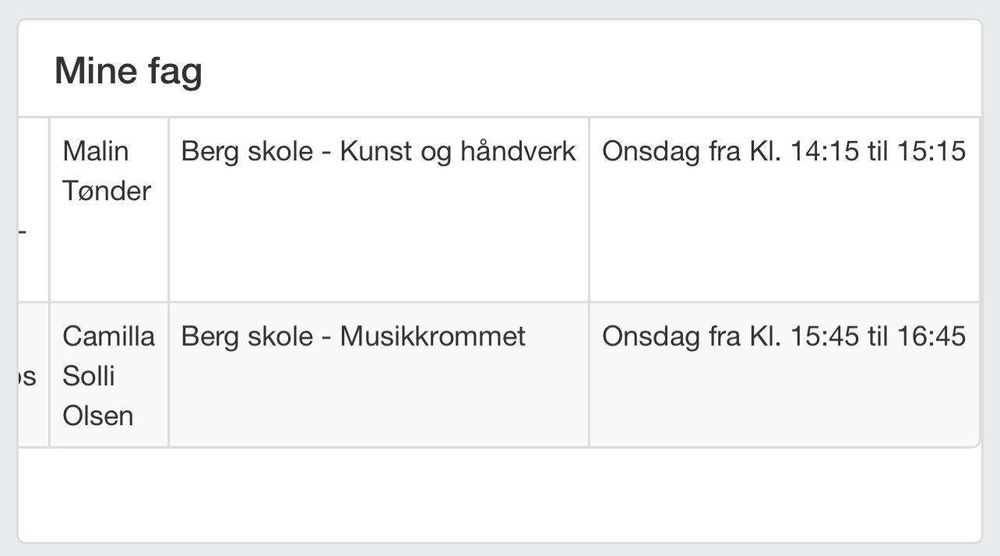 Mine fag
Malin
Tønder
Berg skole - Kunst og håndverk
Onsdag fra Kl. 14:15 til 15:15
-
Camilla
Solli
Olsen
Berg skole - Musikkrommet
Onsdag fra Kl. 15:45 til 16:45